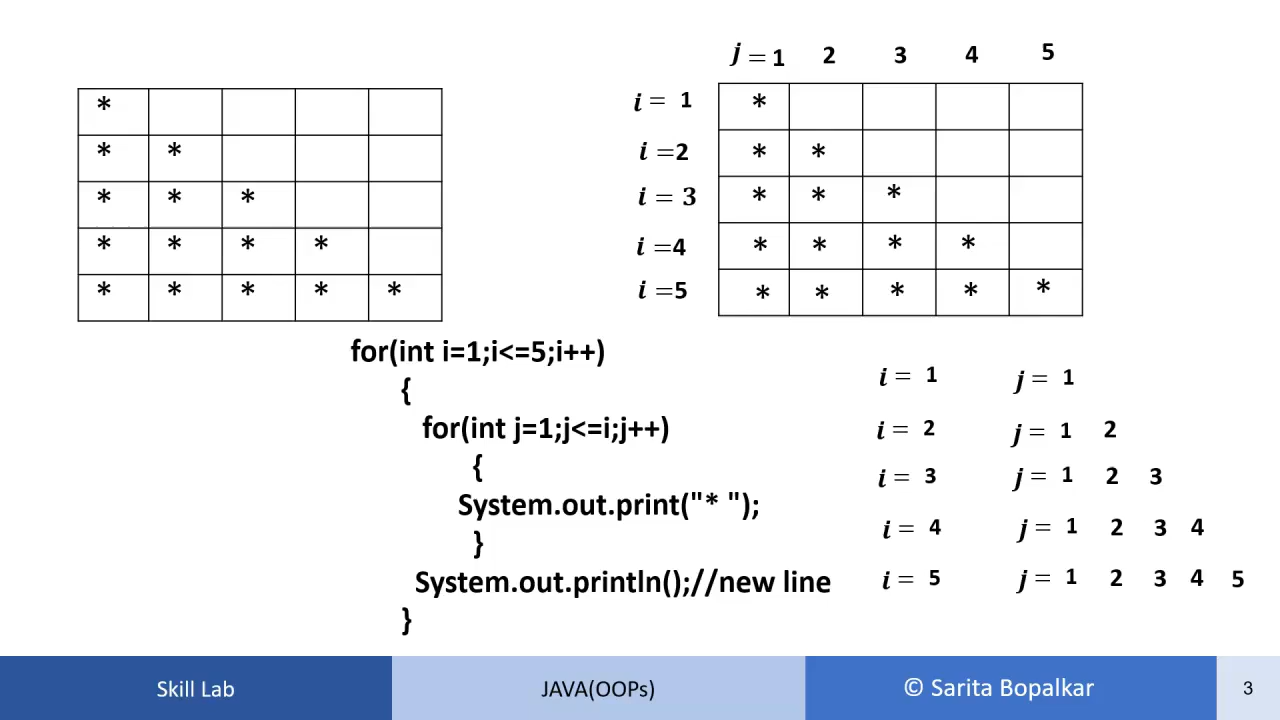 *
* *
* * *
* * * *
* * * * *
j = 1 2 3 4 5
i = 1 *
i =2 * *
i = 3 * * *
i =4 * * * *
i =5 * * * * *
for(int i=1;i<=5;i++)
{
for(int j=1;j<=i;j++)
{
System.out.print("* ");
}
System.out.println();//new line
}
i = 1 j = 1
i = 2 j = 1 2
i = 3 j = 1 2 3
i = 4 j = 1 2 3 4
i = 5 j = 1 2 3 4 5
Skill Lab
JAVA(OOPs)
© Sarita Bopalkar
3